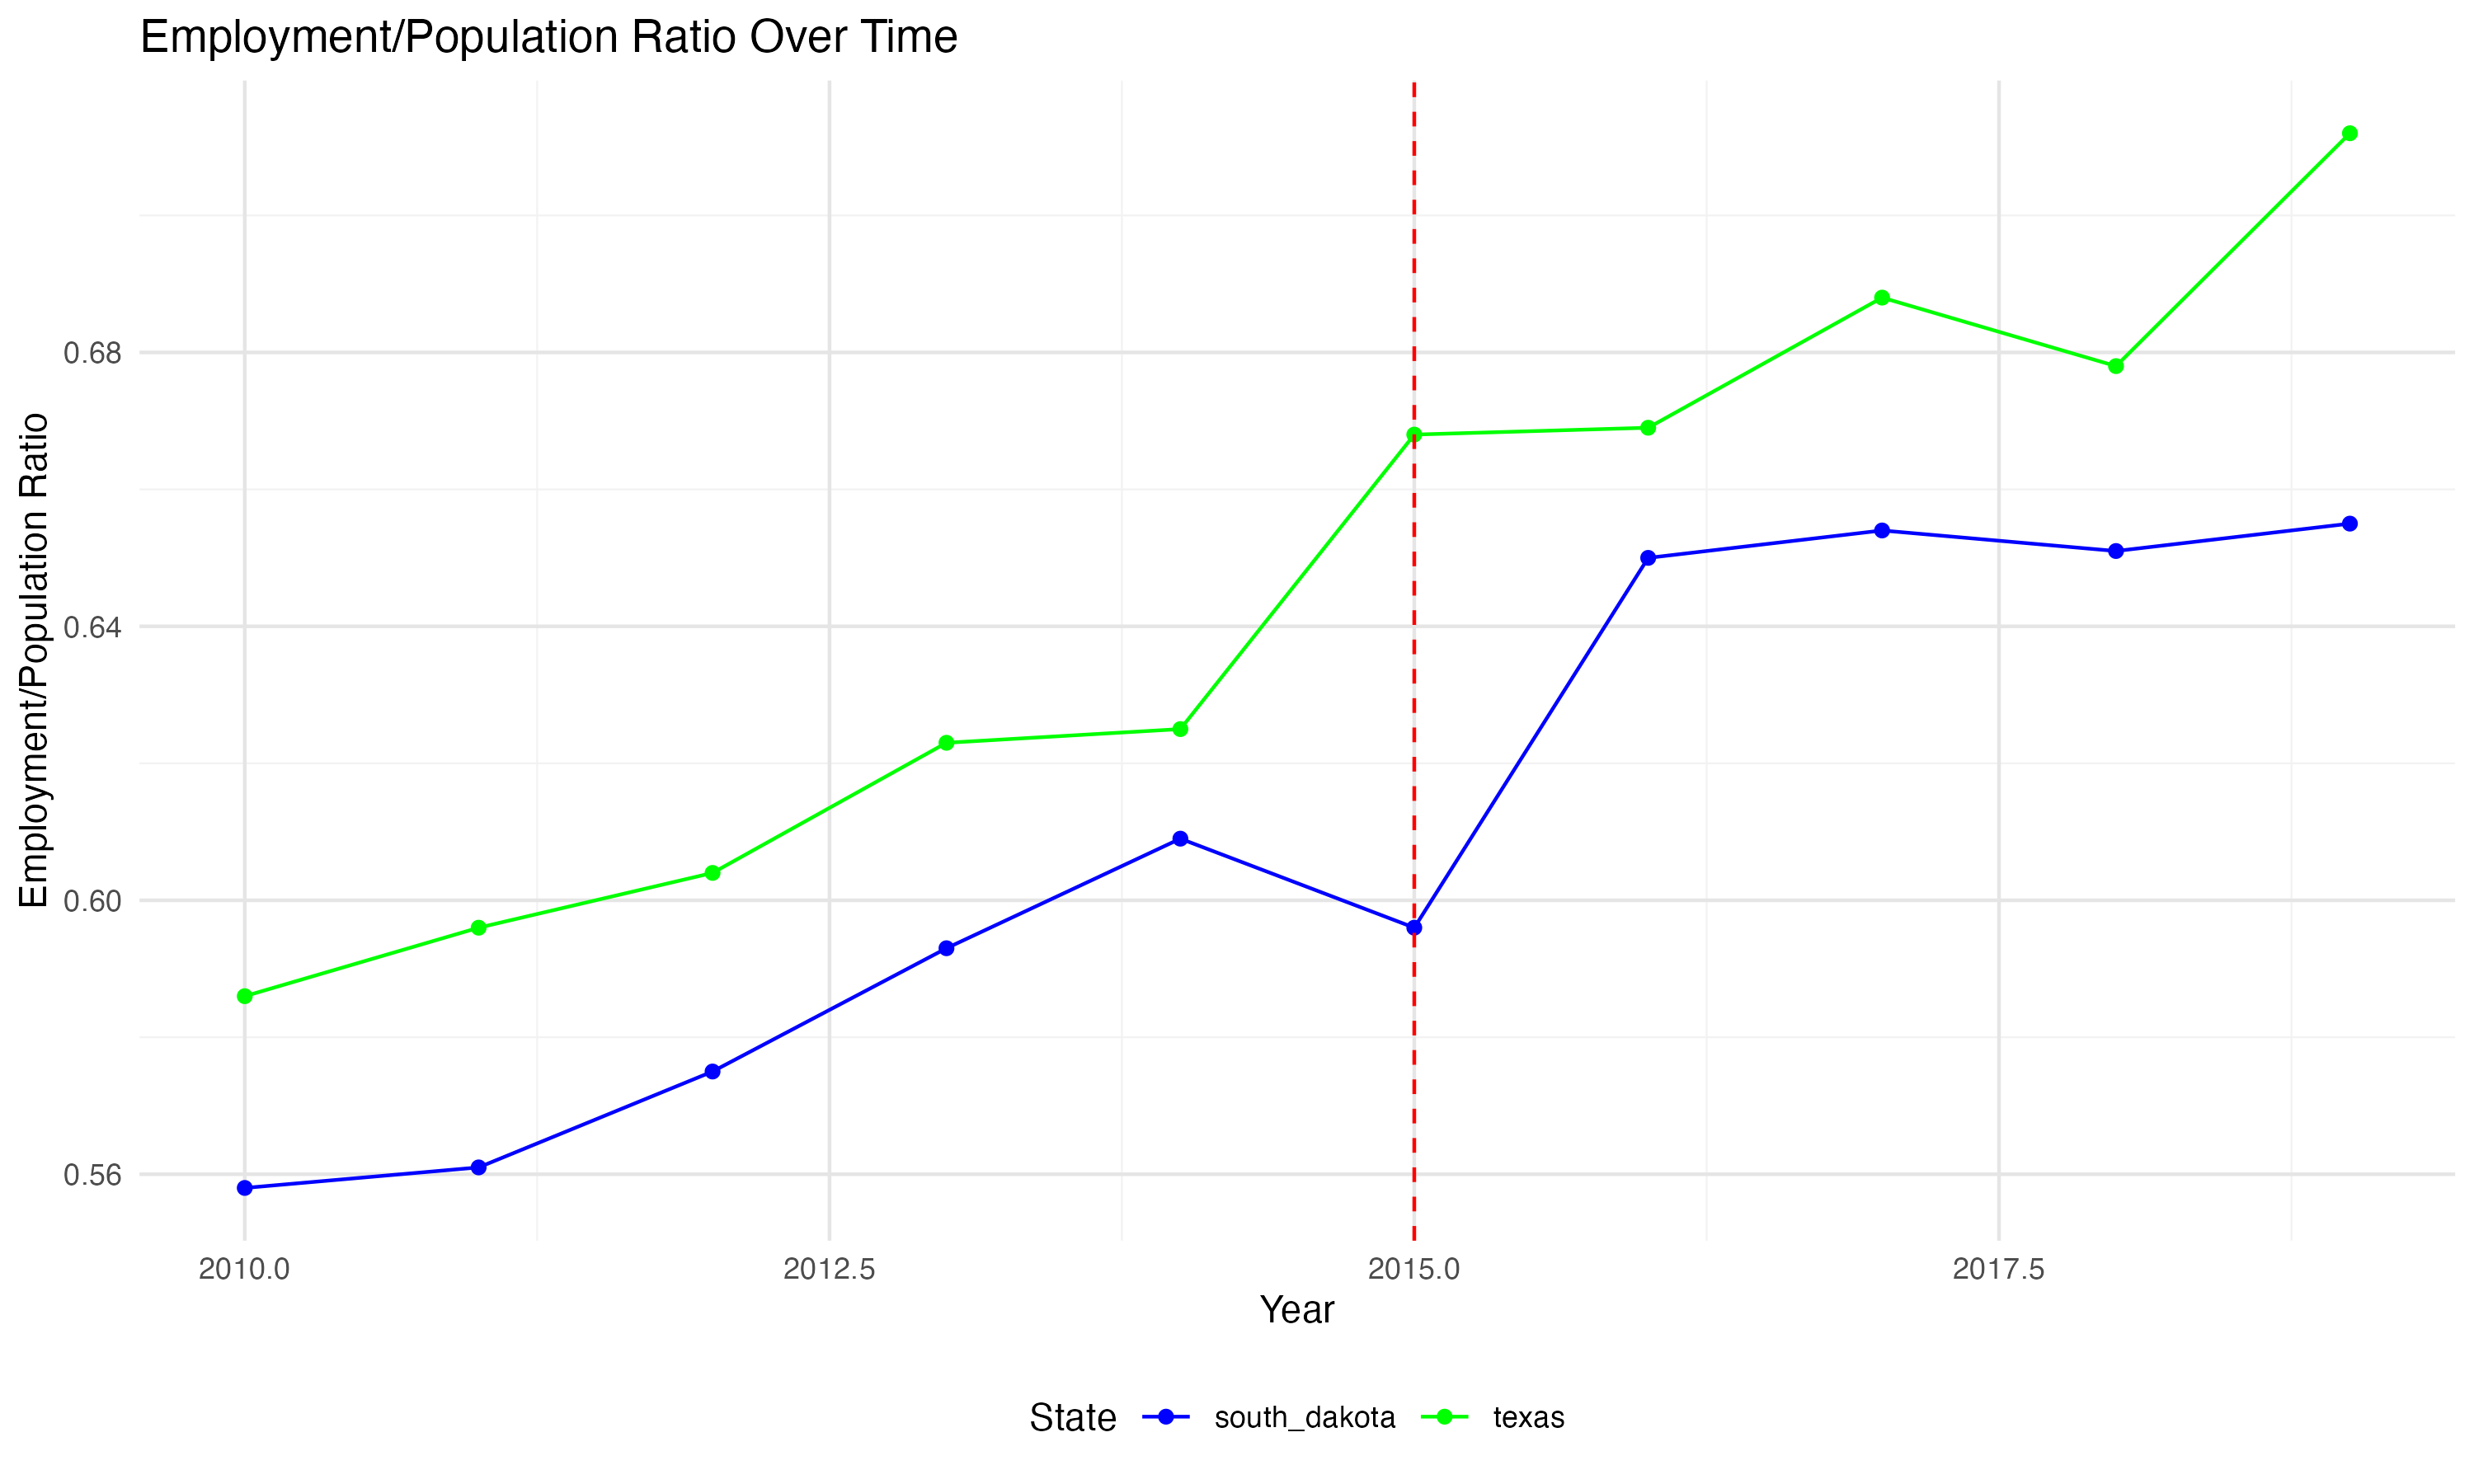 Employment/Population Ratio Over Time
Employment/Population Ratio
0.68
0.64
0.60
0.56
2010.0 2012.5 2015.0 2017.5
Year
State south_dakota texas